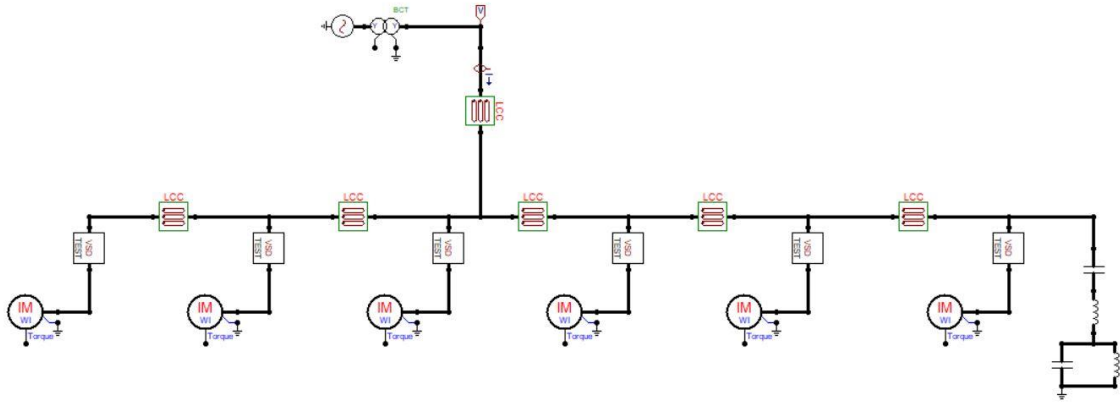 BCT
V
Y Y
I
LCC
LCC LCC LCC LCC LCC
VSD TEST VSD TEST VSD TEST VSD TEST VSD TEST VSD TEST
IM IM IM IM IM IM
WI WI WI WI WI WI
Torque Torque Torque Torque Torque Torque